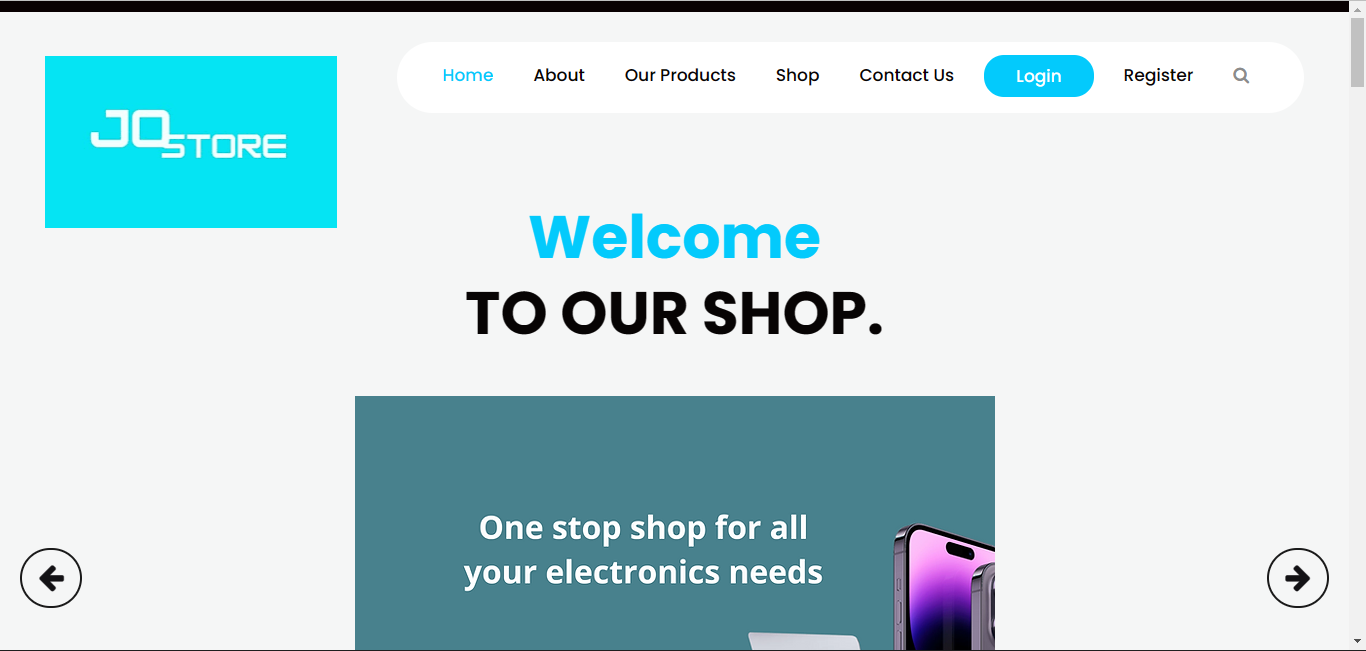 JO STORE
Home About Our Products Shop Contact Us Login Register
Welcome
TO OUR SHOP.
One stop shop for all
your electronics needs